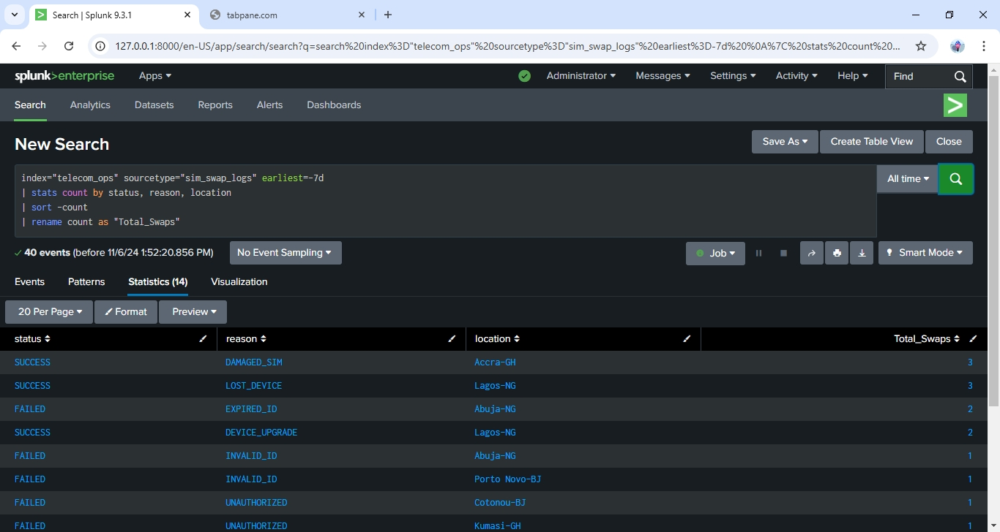 Search | Splunk 9.3.1
tabpane.com
127.0.0.1:8000/en-US/app/search/search?q=search%20index%3D"telecom_ops"%20sourcetype%3D"sim_swap_logs"%20earliest%3D-7d%20%0A%7C%20stats%20count%20...
splunk>enterprise Apps Administrator Messages Settings Activity Help Find
Search Analytics Datasets Reports Alerts Dashboards
New Search
Save As Create Table View Close
index="telecom_ops" sourcetype="sim_swap_logs" earliest=-7d
| stats count by status, reason, location
| sort -count
| rename count as "Total_Swaps"
All time
40 events (before 11/6/24 1:52:20.856 PM) No Event Sampling Job Smart Mode
Events Patterns Statistics (14) Visualization
20 Per Page Format Preview
status reason location Total_Swaps
SUCCESS DAMAGED_SIM Accra-GH 3
SUCCESS LOST_DEVICE Lagos-NG 3
FAILED EXPIRED_ID Abuja-NG 2
SUCCESS DEVICE_UPGRADE Lagos-NG 2
FAILED INVALID_ID Abuja-NG 1
FAILED INVALID_ID Porto Novo-BJ 1
FAILED UNAUTHORIZED Cotonou-BJ 1
FAILED UNAUTHORIZED Kumasi-GH 1